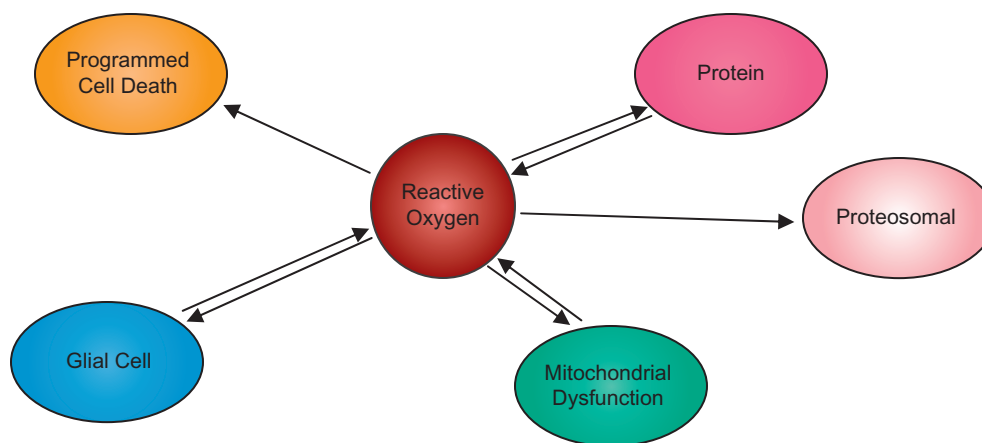 Programmed
Cell Death
Protein
Reactive
Oxygen
Proteosomal
Glial Cell
Mitochondrial
Dysfunction